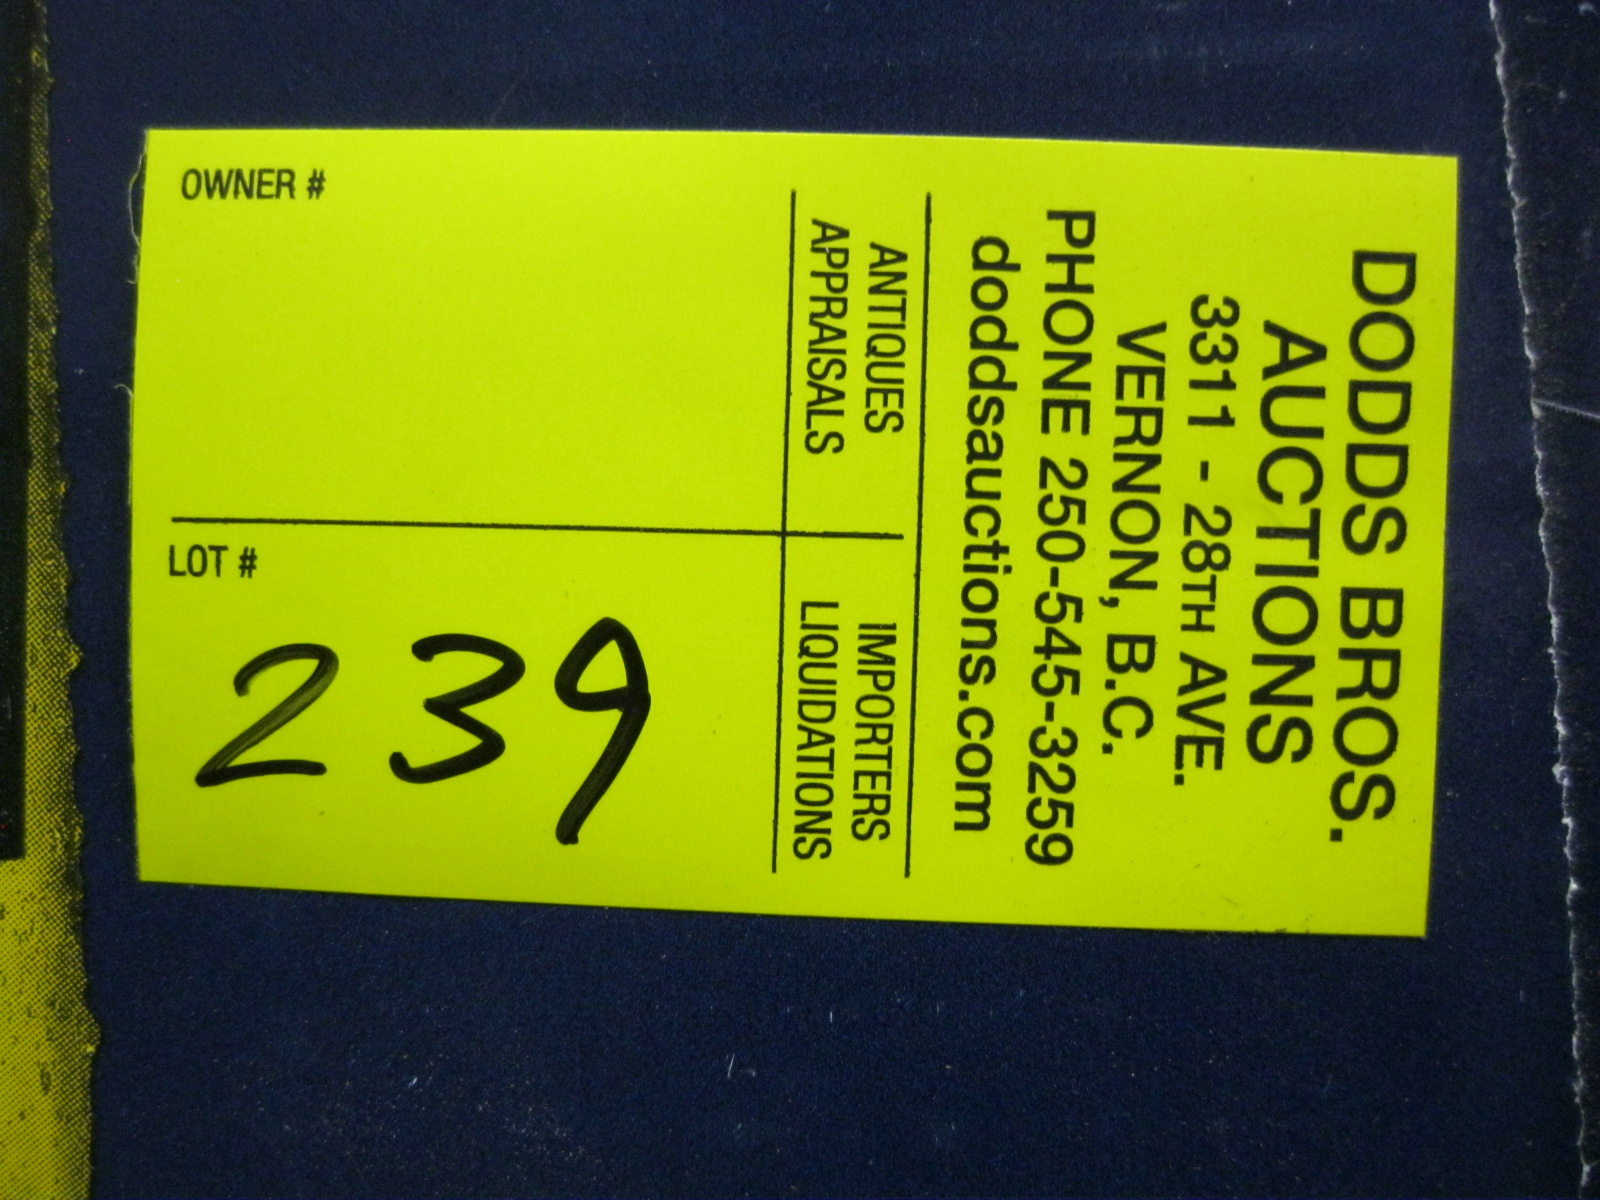 DODDS BROS.
AUCTIONS
3311 - 28TH AVE.
VERNON, B.C.
PHONE 250-545-3259
doddsauctions.com
ANTIQUES
APPRAISALS
IMPORTERS
LIQUIDATIONS
OWNER #
LOT #
239